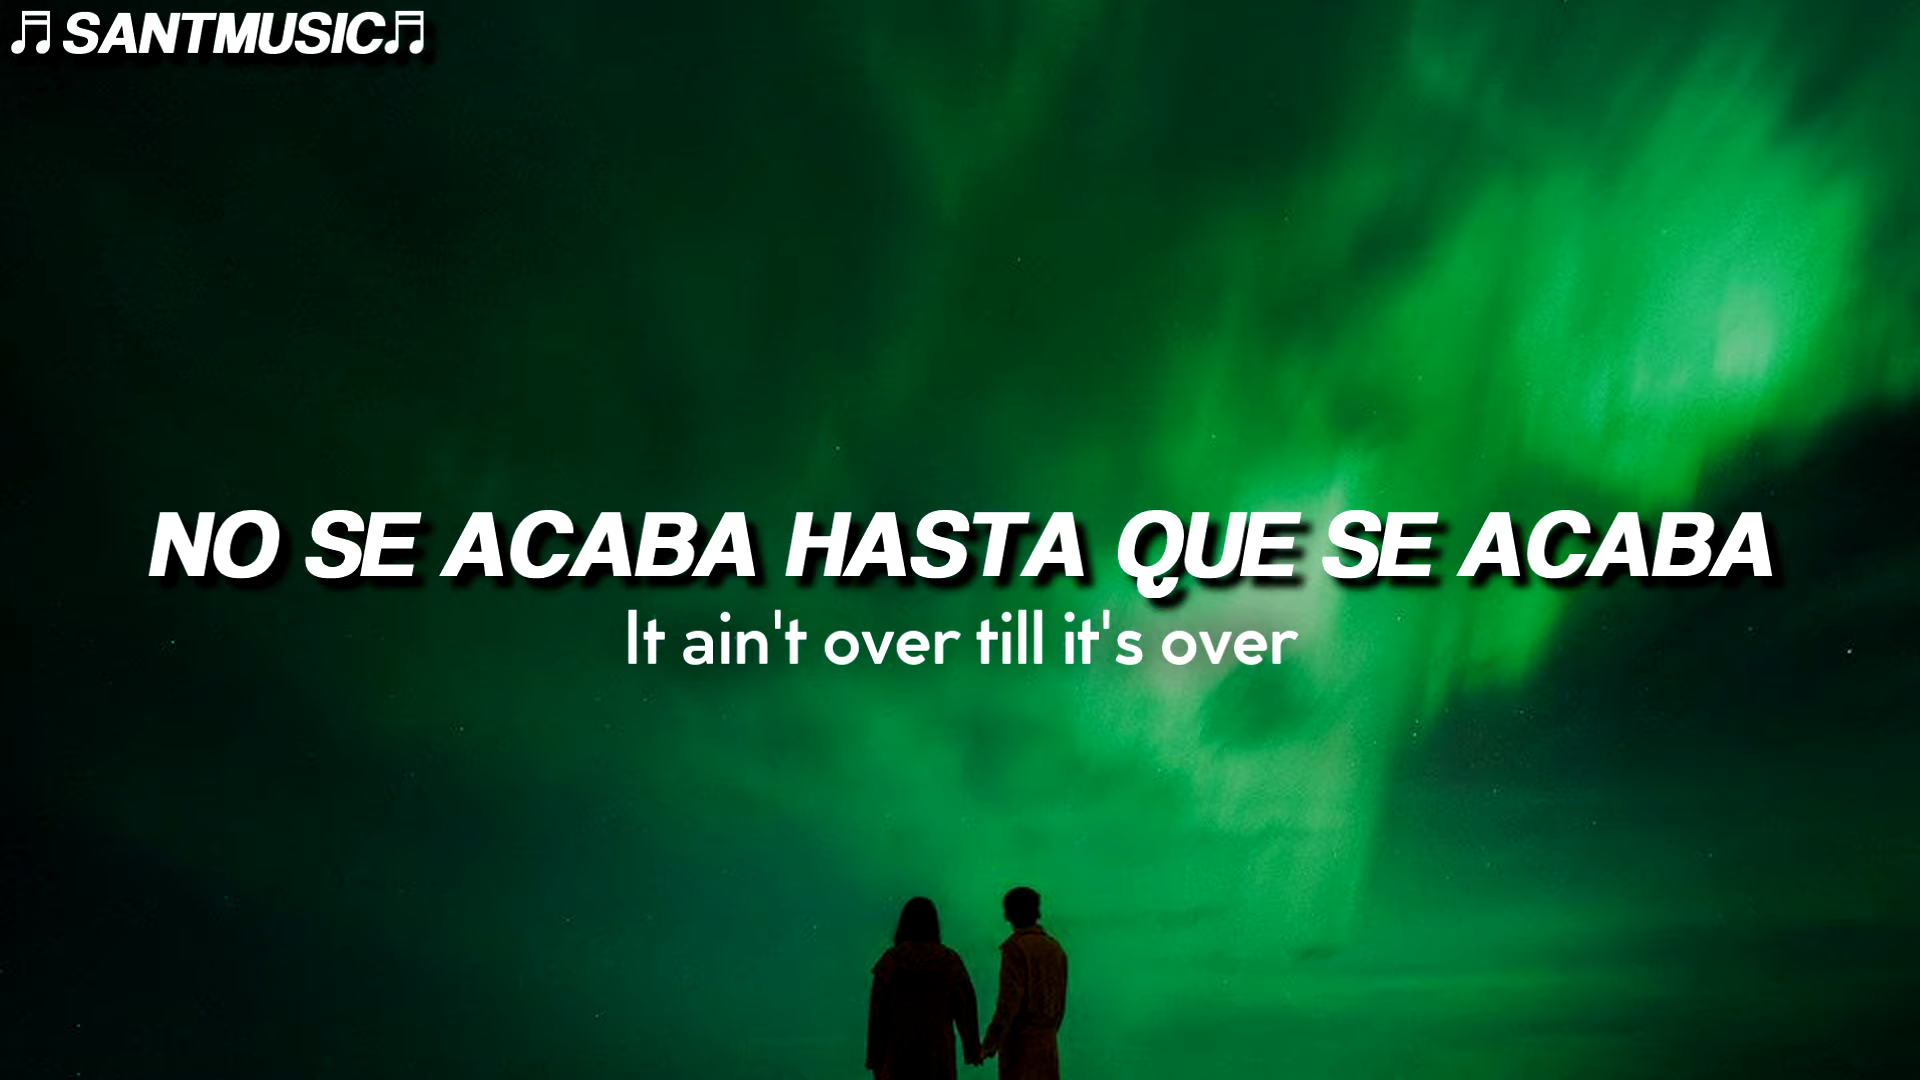 ♫SANTMUSIC♫
NO SE ACABA HASTA QUE SE ACABA
It ain't over till it's over